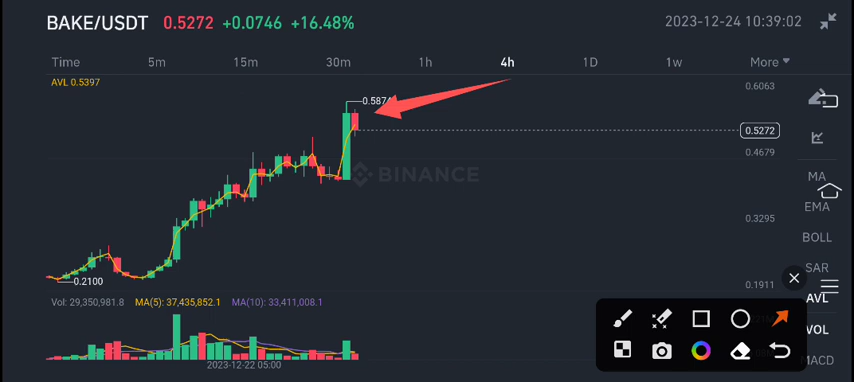 BAKE/USDT 0.5272 +0.0746 +16.48% 2023-12-24 10:39:02
Time 5m 15m 30m 1h 4h 1D 1w More
AVL 0.5397
0.6063
0.5874
0.5272
0.4679
BINANCE
MA
EMA
0.3295
BOLL
SAR
0.2100
0.1911
AVL
Vol: 29,350,981.8 MA(5): 37,435,852.1 MA(10): 33,411,008.1
VOL
MACD
2023-12-22 05:00